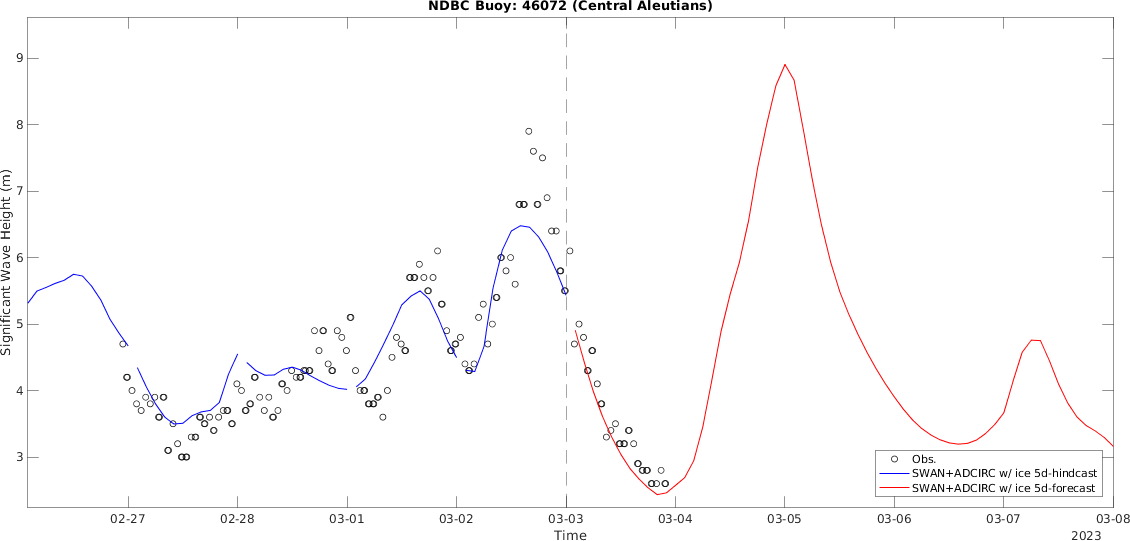 NDBC Buoy: 46072 (Central Aleutians)
Significant Wave Height (m)
9
8
7
6
5
4
3
Obs.
SWAN+ADCIRC w/ ice 5d-hindcast
SWAN+ADCIRC w/ ice 5d-forecast
02-27 02-28 03-01 03-02 03-03 03-04 03-05 03-06 03-07 03-08
Time
2023